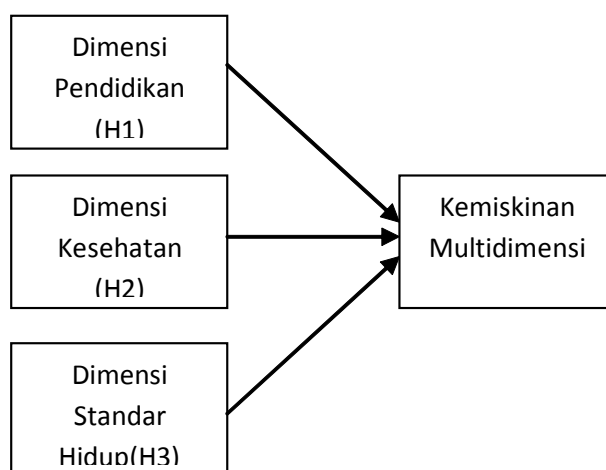 Dimensi
Pendidikan
(H1)
Dimensi
Kesehatan
(H2)
Dimensi
Standar
Hidup(H3)
Kemiskinan
Multidimensi